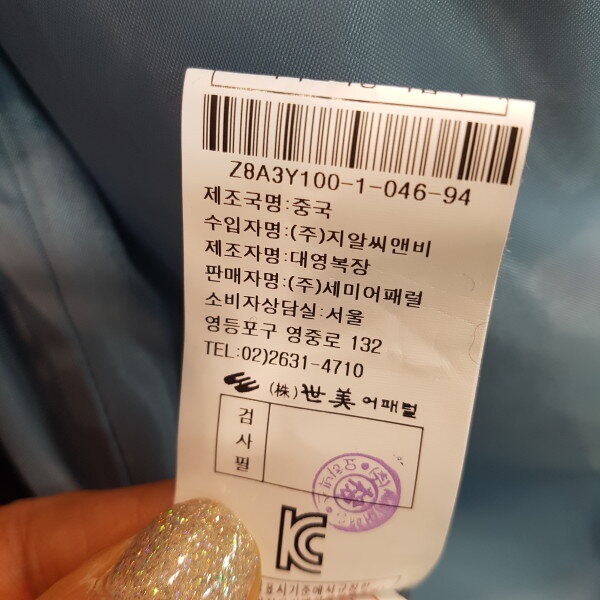 Z8A3Y100-1-046-94
제조국명:중국
수입자명:(주)지알씨앤비
제조자명:대영복장
판매자명:(주)세미어패럴
소비자상담실:서울
영등포구 영중로 132
TEL:02)2631-4710
(株)世美어패럴
검사필